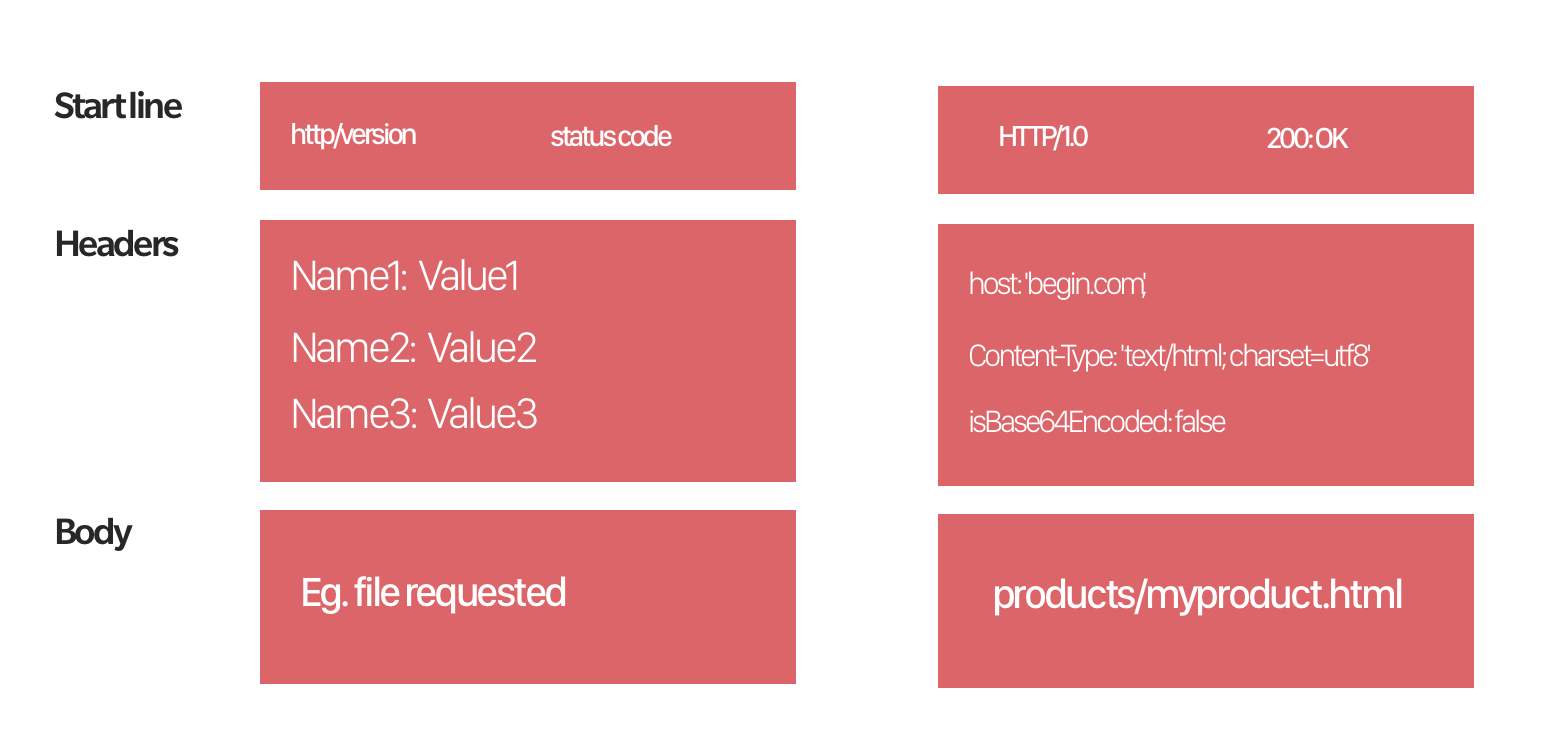 Start line
http/version status code
HTTP/1.0 200: OK
Headers
Name1: Value1
Name2: Value2
Name3: Value3
host: 'begin.com',
Content-Type: 'text/html; charset=utf8'
isBase64Encoded: false
Body
Eg. file requested
products/myproduct.html